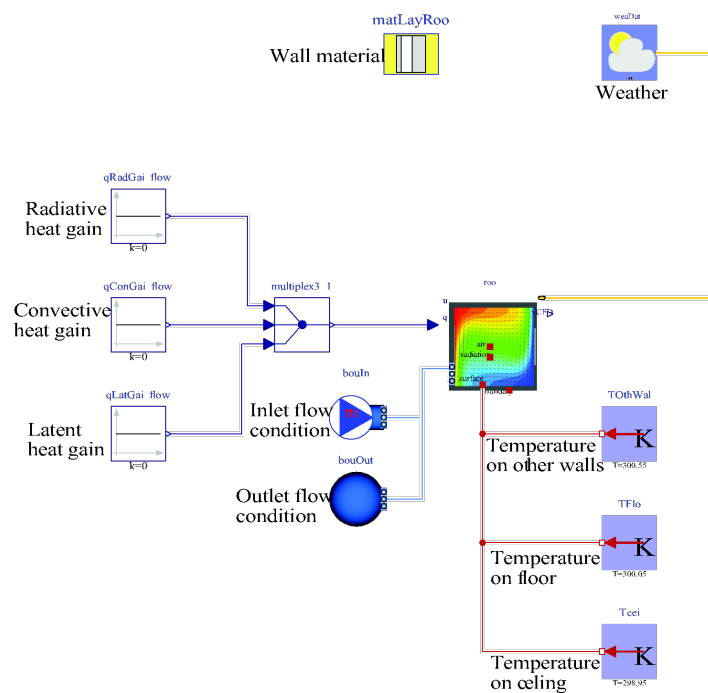 matLayRoo
Wall material
weaDat
Weather
qRadGai_flow
Radiative
heat gain
k=0
qConGai_flow
Convective
heat gain
k=0
qLatGai_flow
Latent
heat gain
k=0
multiplex3_1
roo
u
q
CFD
air
radiation
surface
bouIn
m
Inlet flow
condition
bouOut
Outlet flow
condition
TOthWal
K
Temperature
on other walls
T=300.55
TFlo
K
Temperature
on floor
T=300.05
Tcei
K
Temperature
on celing
T=298.95